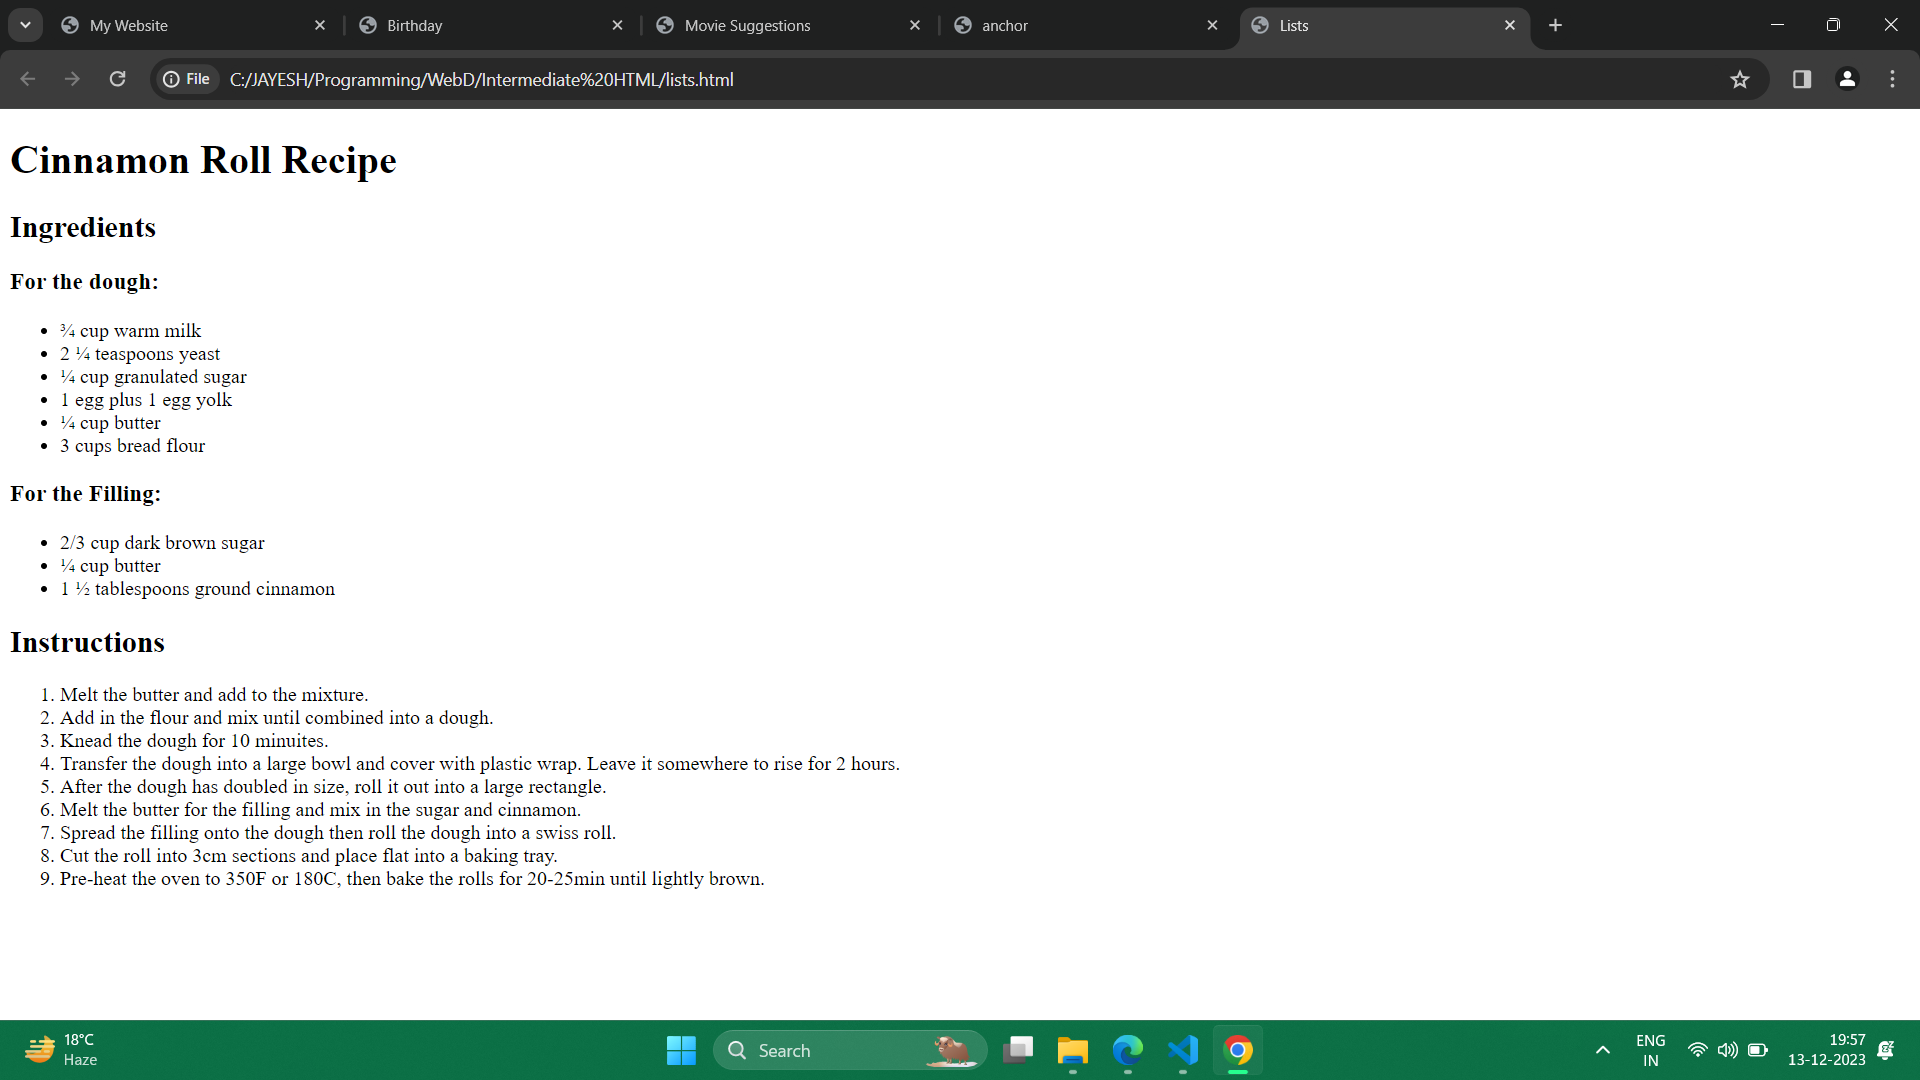 My Website
Birthday
Movie Suggestions
anchor
Lists
File
C:/JAYESH/Programming/WebD/Intermediate%20HTML/lists.html
Cinnamon Roll Recipe
Ingredients
For the dough:
• ¾ cup warm milk
• 2 ¼ teaspoons yeast
• ¼ cup granulated sugar
• 1 egg plus 1 egg yolk
• ¼ cup butter
• 3 cups bread flour
For the Filling:
• 2/3 cup dark brown sugar
• ¼ cup butter
• 1 ½ tablespoons ground cinnamon
Instructions
1. Melt the butter and add to the mixture.
2. Add in the flour and mix until combined into a dough.
3. Knead the dough for 10 minuites.
4. Transfer the dough into a large bowl and cover with plastic wrap. Leave it somewhere to rise for 2 hours.
5. After the dough has doubled in size, roll it out into a large rectangle.
6. Melt the butter for the filling and mix in the sugar and cinnamon.
7. Spread the filling onto the dough then roll the dough into a swiss roll.
8. Cut the roll into 3cm sections and place flat into a baking tray.
9. Pre-heat the oven to 350F or 180C, then bake the rolls for 20-25min until lightly brown.
18°C
Haze
Search
ENG
IN
19:57
13-12-2023